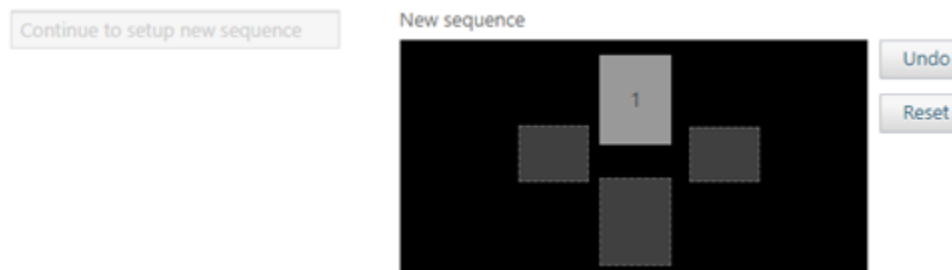 Continue to setup new sequence
New sequence
Undo
1
Reset